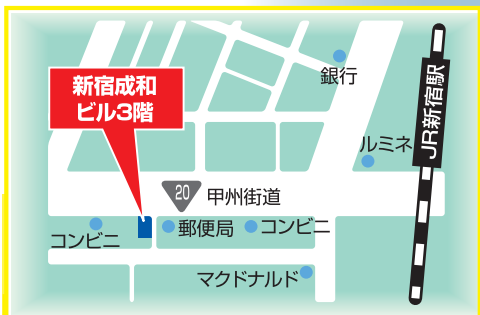 銀行
新宿成和
ビル3階
JR新宿駅
ルミネ
20
甲州街道
コンビニ
郵便局
コンビニ
マクドナルド